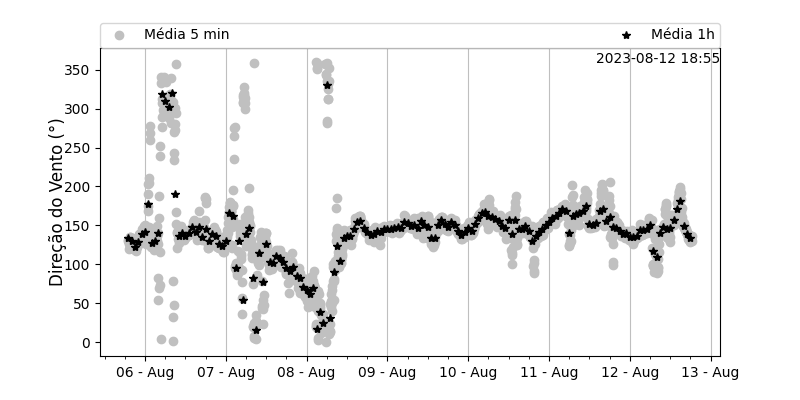 Média 5 min
Média 1h
2023-08-12 18:55
Direção do Vento (°)
350
300
250
200
150
100
50
0
06 - Aug
07 - Aug
08 - Aug
09 - Aug
10 - Aug
11 - Aug
12 - Aug
13 - Aug